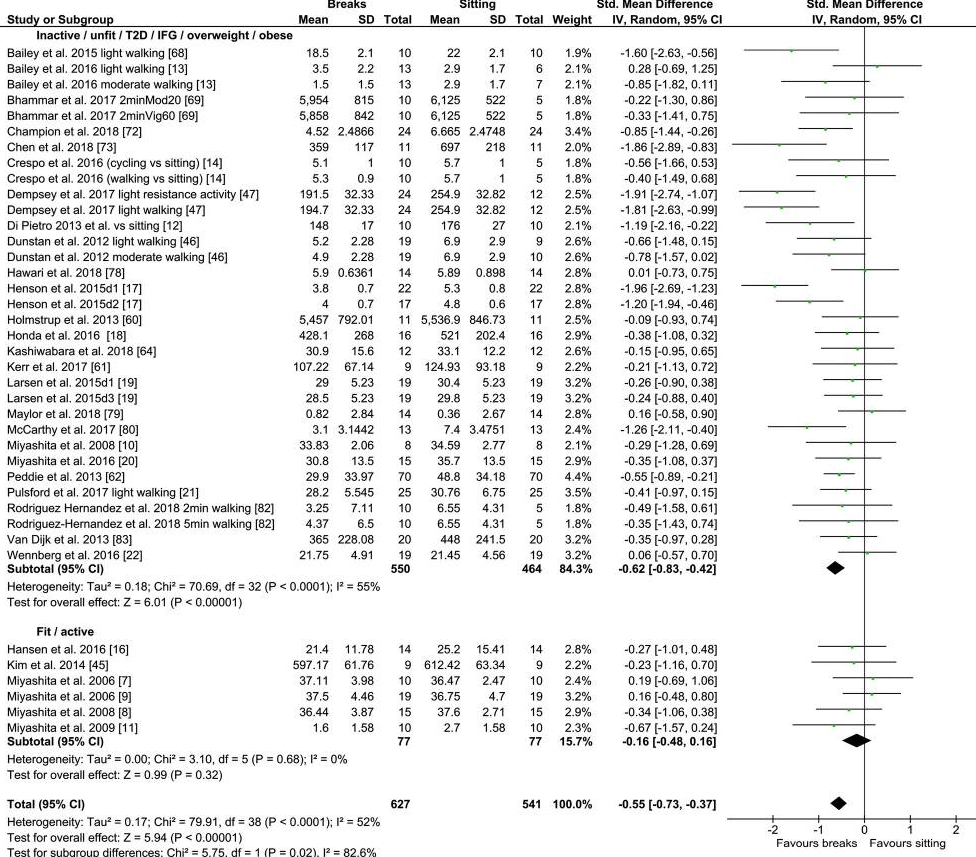 Breaks Sitting Std. Mean Difference Std. Mean Difference
Study or Subgroup Mean SD Total Mean SD Total Weight IV, Random, 95% CI IV, Random, 95% CI
Inactive / unfit / T2D / IFG / overweight / obese
Bailey et al. 2015 light walking [68] 18.5 2.1 10 22 2.1 10 1.9% -1.60 [-2.63, -0.56]
Bailey et al. 2016 light walking [13] 3.5 2.2 13 2.9 1.7 6 2.1% 0.28 [-0.69, 1.25]
Bailey et al. 2016 moderate walking [13] 1.5 1.5 13 2.9 1.7 7 2.1% -0.85 [-1.82, 0.11]
Bhammar et al. 2017 2minMod20 [69] 5,954 815 10 6,125 522 5 1.8% -0.22 [-1.30, 0.86]
Bhammar et al. 2017 2minVig60 [69] 5,858 842 10 6,125 522 5 1.8% -0.33 [-1.41, 0.75]
Champion et al. 2018 [72] 4.52 2.4866 24 6.665 2.4748 24 3.4% -0.85 [-1.44, -0.26]
Chen et al. 2018 [73] 359 117 11 697 218 11 2.0% -1.86 [-2.89, -0.83]
Crespo et al. 2016 (cycling vs sitting) [14] 5.1 1 10 5.7 1 5 1.8% -0.56 [-1.66, 0.53]
Crespo et al. 2016 (walking vs sitting) [14] 5.3 0.9 10 5.7 1 5 1.8% -0.40 [-1.49, 0.68]
Dempsey et al. 2017 light resistance activity [47] 191.5 32.33 24 254.9 32.82 12 2.5% -1.91 [-2.74, -1.07]
Dempsey et al. 2017 light walking [47] 194.7 32.33 24 254.9 32.82 12 2.5% -1.81 [-2.63, -0.99]
Di Pietro 2013 et al. vs sitting [12] 148 17 10 176 27 10 2.1% -1.19 [-2.16, -0.22]
Dunstan et al. 2012 light walking [46] 5.2 2.28 19 6.9 2.9 9 2.5% -0.66 [-1.48, 0.15]
Dunstan et al. 2012 moderate walking [46] 4.9 2.28 19 6.9 2.9 10 2.6% -0.78 [-1.57, 0.02]
Hawari et al. 2018 [78] 5.9 0.6361 14 5.89 0.898 14 2.8% 0.01 [-0.73, 0.75]
Henson et al. 2015d1 [17] 3.8 0.7 22 5.3 0.8 22 2.8% -1.96 [-2.69, -1.23]
Henson et al. 2015d2 [17] 4 0.7 17 4.8 0.6 17 2.8% -1.20 [-1.94, -0.46]
Holmstrup et al. 2013 [60] 5,457 792.01 11 5,536.9 846.73 11 2.5% -0.09 [-0.93, 0.74]
Honda et al. 2016 [18] 428.1 268 16 521 202.4 16 2.9% -0.38 [-1.08, 0.32]
Kashiwabara et al. 2018 [64] 30.9 15.6 12 33.1 12.2 12 2.6% -0.15 [-0.95, 0.65]
Kerr et al. 2017 [61] 107.22 67.14 9 124.93 93.18 9 2.2% -0.21 [-1.13, 0.72]
Larsen et al. 2015d1 [19] 29 5.23 19 30.4 5.23 19 3.2% -0.26 [-0.90, 0.38]
Larsen et al. 2015d3 [19] 28.5 5.23 19 29.8 5.23 19 3.2% -0.24 [-0.88, 0.40]
Maylor et al. 2018 [79] 0.82 2.84 14 0.36 2.67 14 2.8% 0.16 [-0.58, 0.90]
McCarthy et al. 2017 [80] 3.1 3.1442 13 7.4 3.4751 13 2.4% -1.26 [-2.11, -0.40]
Miyashita et al. 2008 [10] 33.83 2.06 8 34.59 2.77 8 2.1% -0.29 [-1.28, 0.69]
Miyashita et al. 2016 [20] 30.8 13.5 15 35.7 13.5 15 2.9% -0.35 [-1.08, 0.37]
Peddie et al. 2013 [62] 29.9 33.97 70 48.8 34.18 70 4.4% -0.55 [-0.89, -0.21]
Pulsford et al. 2017 light walking [21] 28.2 5.545 25 30.76 6.75 25 3.5% -0.41 [-0.97, 0.15]
Rodriguez Hernandez et al. 2018 2min walking [82] 3.25 7.11 10 6.55 4.31 5 1.8% -0.49 [-1.58, 0.61]
Rodriguez-Hernandez et al. 2018 5min walking [82] 4.37 6.5 10 6.55 4.31 5 1.8% -0.35 [-1.43, 0.74]
Van Dijk et al. 2013 [83] 365 228.08 20 448 241.5 20 3.2% -0.35 [-0.97, 0.28]
Wennberg et al. 2016 [22] 21.75 4.91 19 21.45 4.56 19 3.2% 0.06 [-0.57, 0.70]
Subtotal (95% CI) 550 464 84.3% -0.62 [-0.83, -0.42]
Heterogeneity: Tau² = 0.18; Chi² = 70.69, df = 32 (P < 0.0001); I² = 55%
Test for overall effect: Z = 6.01 (P < 0.00001)
Fit / active
Hansen et al. 2016 [16] 21.4 11.78 14 25.2 15.41 14 2.8% -0.27 [-1.01, 0.48]
Kim et al. 2014 [45] 597.17 61.76 9 612.42 63.34 9 2.2% -0.23 [-1.16, 0.70]
Miyashita et al. 2006 [7] 37.11 3.98 10 36.47 2.47 10 2.3% 0.19 [-0.69, 1.06]
Miyashita et al. 2006 [9] 37.5 4.46 19 36.75 4.7 19 3.2% 0.16 [-0.48, 0.80]
Miyashita et al. 2008 [8] 36.44 3.87 15 37.6 2.71 15 2.9% -0.34 [-1.06, 0.38]
Miyashita et al. 2009 [11] 1.6 1.58 10 2.7 1.58 10 2.2% -0.67 [-1.57, 0.24]
Subtotal (95% CI) 77 77 15.7% -0.16 [-0.48, 0.16]
Heterogeneity: Tau² = 0.00; Chi² = 3.10, df = 5 (P = 0.68); I² = 0%
Test for overall effect: Z = 0.99 (P = 0.32)
Total (95% CI) 627 541 100.0% -0.55 [-0.73, -0.37]
Heterogeneity: Tau² = 0.17; Chi² = 79.91, df = 38 (P < 0.0001); I² = 52%
Test for overall effect: Z = 5.94 (P < 0.00001)
Test for subgroup differences: Chi² = 5.75, df = 1 (P = 0.02), I² = 82.6%
-2 -1 0 1 2
Favours breaks Favours sitting